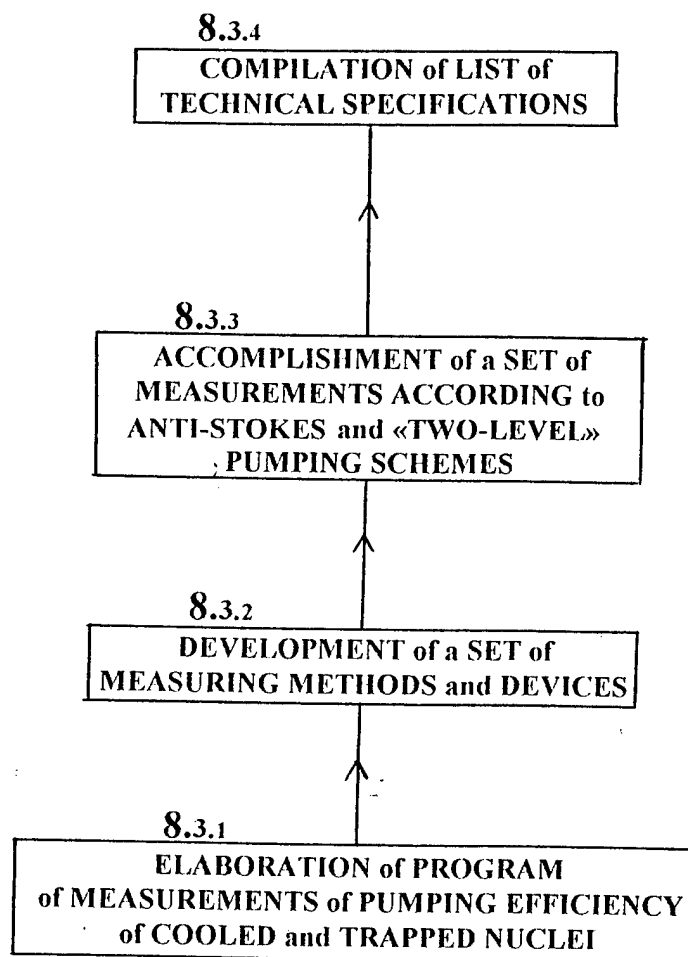 8.3.4
COMPILATION of LIST of
TECHNICAL SPECIFICATIONS
8.3.3
ACCOMPLISHMENT of a SET of
MEASUREMENTS ACCORDING to
ANTI-STOKES and «TWO-LEVEL»
PUMPING SCHEMES
8.3.2
DEVELOPMENT of a SET of
MEASURING METHODS and DEVICES
8.3.1
ELABORATION of PROGRAM
of MEASUREMENTS of PUMPING EFFICIENCY
of COOLED and TRAPPED NUCLEI